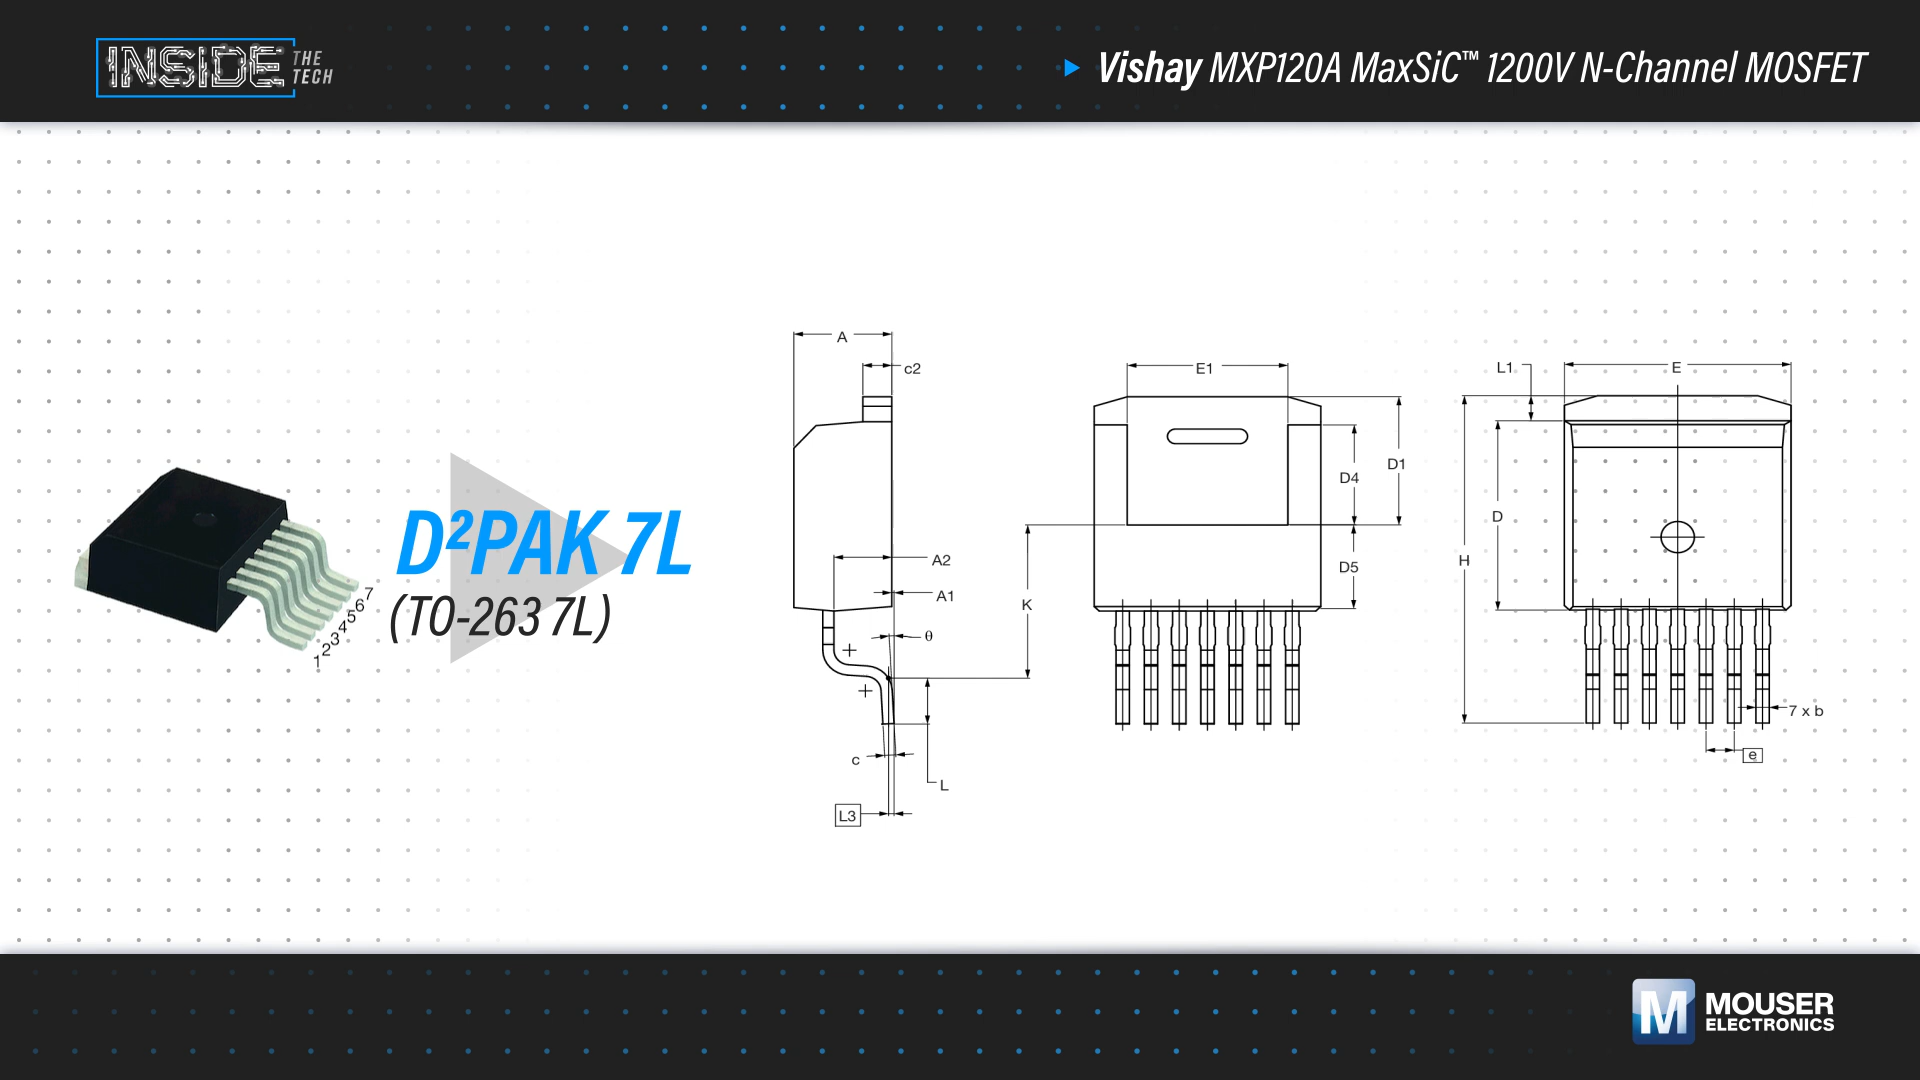 INSIDE THE TECH
Vishay MXP120A MaxSiC™ 1200V N-Channel MOSFET
D²PAK 7L
(TO-263 7L)
1 2 3 4 5 6 7
A
c2
A2
A1
θ
c
L
L3
E1
D4
D1
D5
K
L1
E
D
H
7 x b
e
M MOUSER
ELECTRONICS